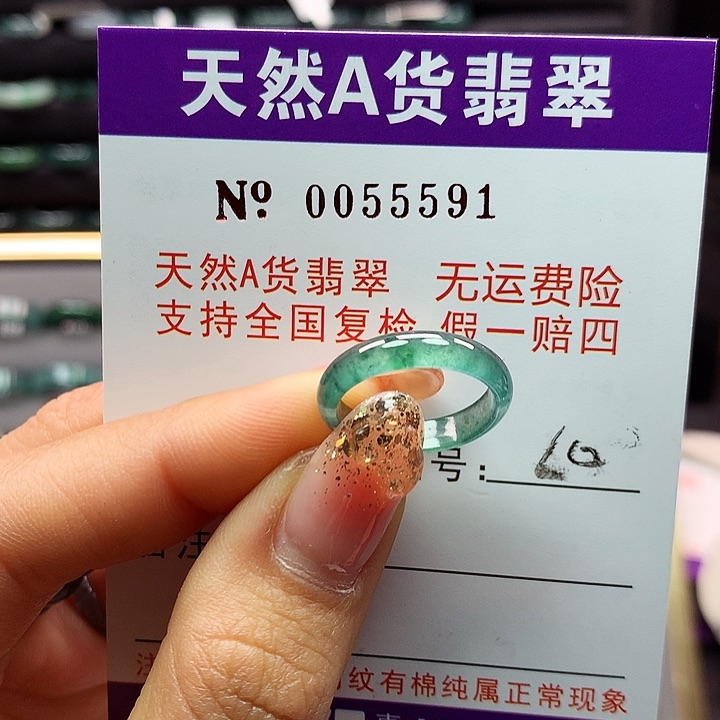 天然A货翡翠
Nº 0055591
天然A货翡翠 无运费险
支持全国复检 假一赔四
号： 10
注
纹有棉纯属正常现象